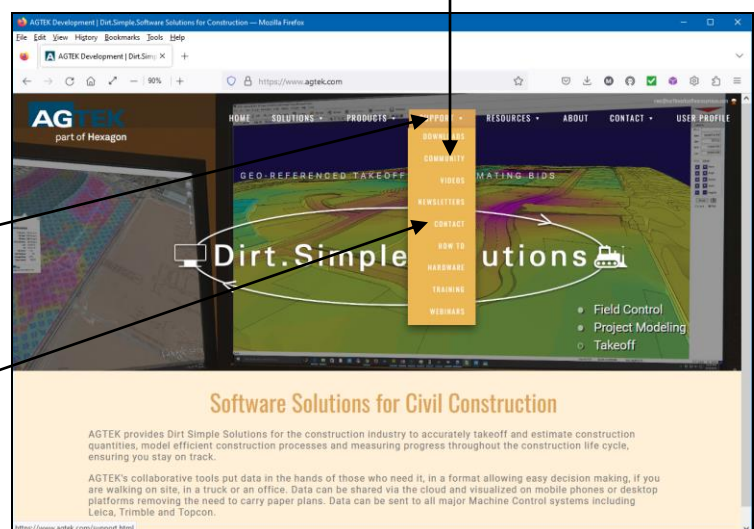 AGTEK Development | Dirt.Simple.Software Solutions for Construction — Mozilla Firefox
File Edit View History Bookmarks Tools Help
AGTEK Development | Dirt.Simp
90%
https://www.agtek.com
AGTEK
part of Hexagon
HOME SOLUTIONS PRODUCTS SUPPORT RESOURCES ABOUT CONTACT USER PROFILE
DOWNLOADS
COMMUNITY
VIDEOS
NEWSLETTERS
CONTACT
HOW TO
HARDWARE
TRAINING
WEBINARS
GEO-REFERENCED TAKEOFF MATING BIDS
Dirt.Simple utions
Field Control
Project Modeling
Takeoff
Software Solutions for Civil Construction
AGTEK provides Dirt Simple Solutions for the construction industry to accurately takeoff and estimate construction
quantities, model efficient construction processes and measuring progress throughout the construction life cycle,
ensuring you stay on track.
AGTEK's collaborative tools put data in the hands of those who need it, in a format allowing easy decision making, if you
are walking on site, in a truck or an office. Data can be shared via the cloud and visualized on mobile phones or desktop
platforms removing the need to carry paper plans. Data can be sent to all major Machine Control systems including
Leica, Trimble and Topcon.
https://www.agtek.com/support.html